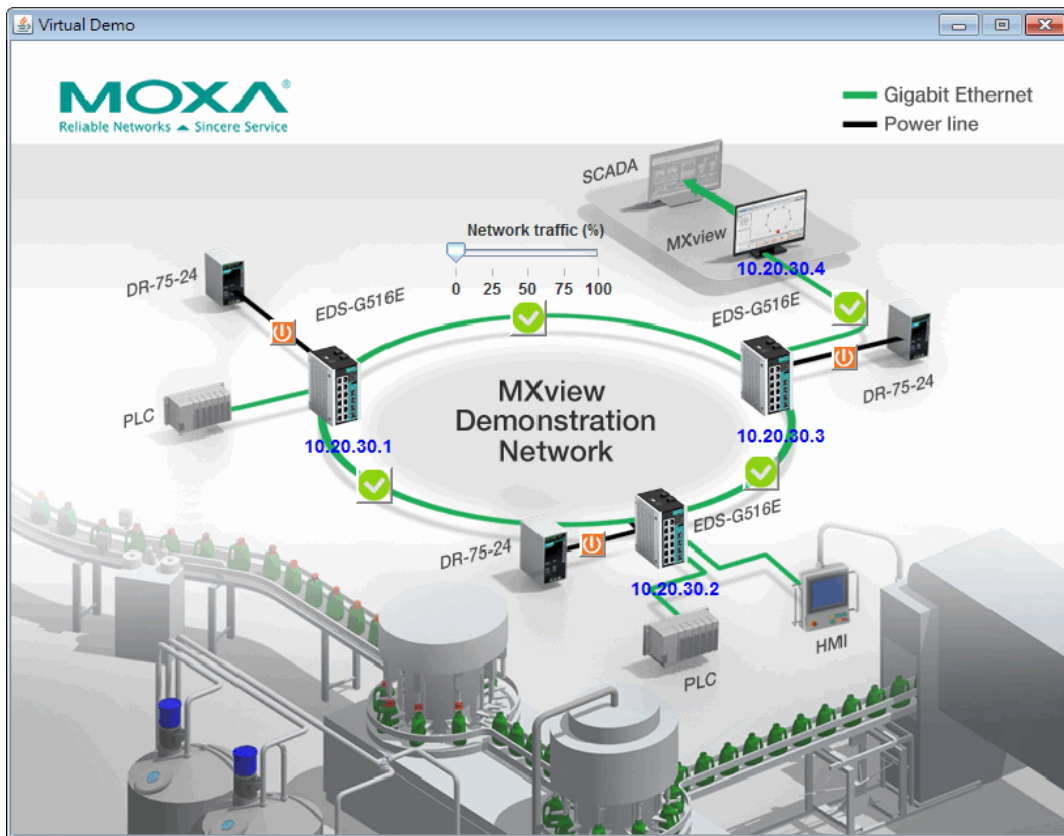 Virtual Demo
MOXA®
Reliable Networks ▲ Sincere Service
Gigabit Ethernet
Power line
SCADA
MXview
Network traffic (%)
0 25 50 75 100
10.20.30.4
DR-75-24
EDS-G516E
EDS-G516E
DR-75-24
PLC
MXview
Demonstration
Network
10.20.30.1
10.20.30.3
EDS-G516E
DR-75-24
10.20.30.2
HMI
PLC